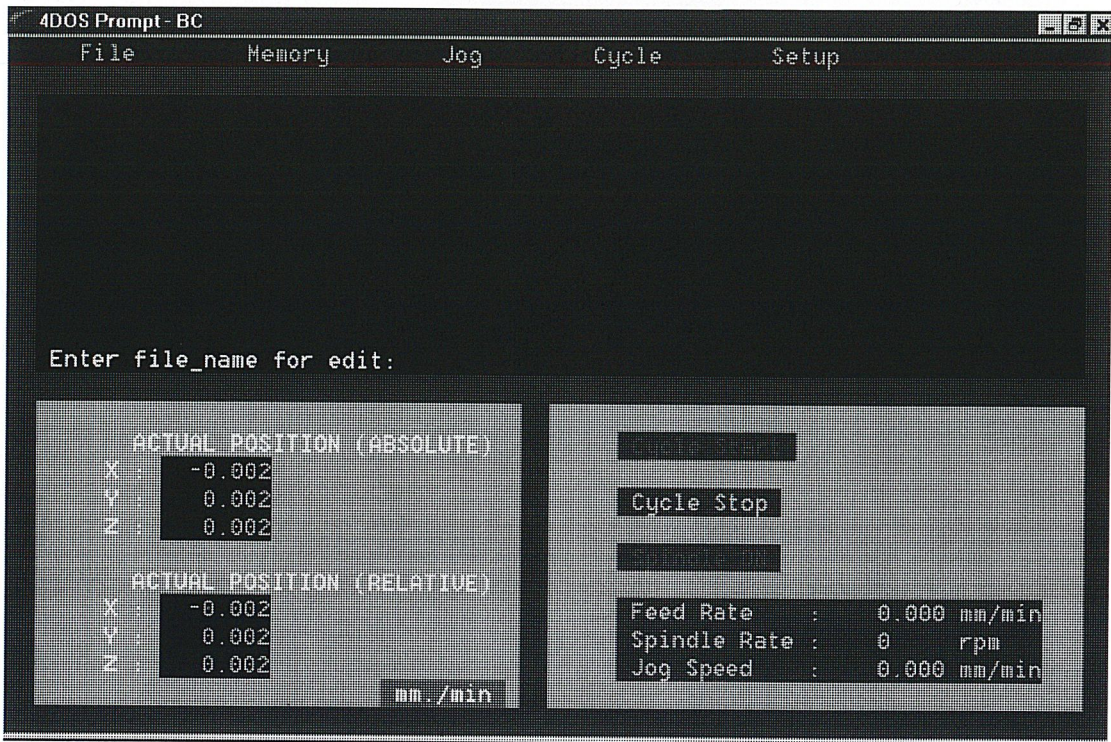 4DOS Prompt - BC
File Memory Jog Cycle Setup
Enter file_name for edit:
ACTUAL POSITION (ABSOLUTE)
X : -0.002
Y : 0.002
Z : 0.002
ACTUAL POSITION (RELATIVE)
X : -0.002
Y : 0.002
Z : 0.002
mm./min
Cycle Start
Cycle Stop
Spindle ON
Feed Rate : 0.000 mm/min
Spindle Rate : 0 rpm
Jog Speed : 0.000 mm/min